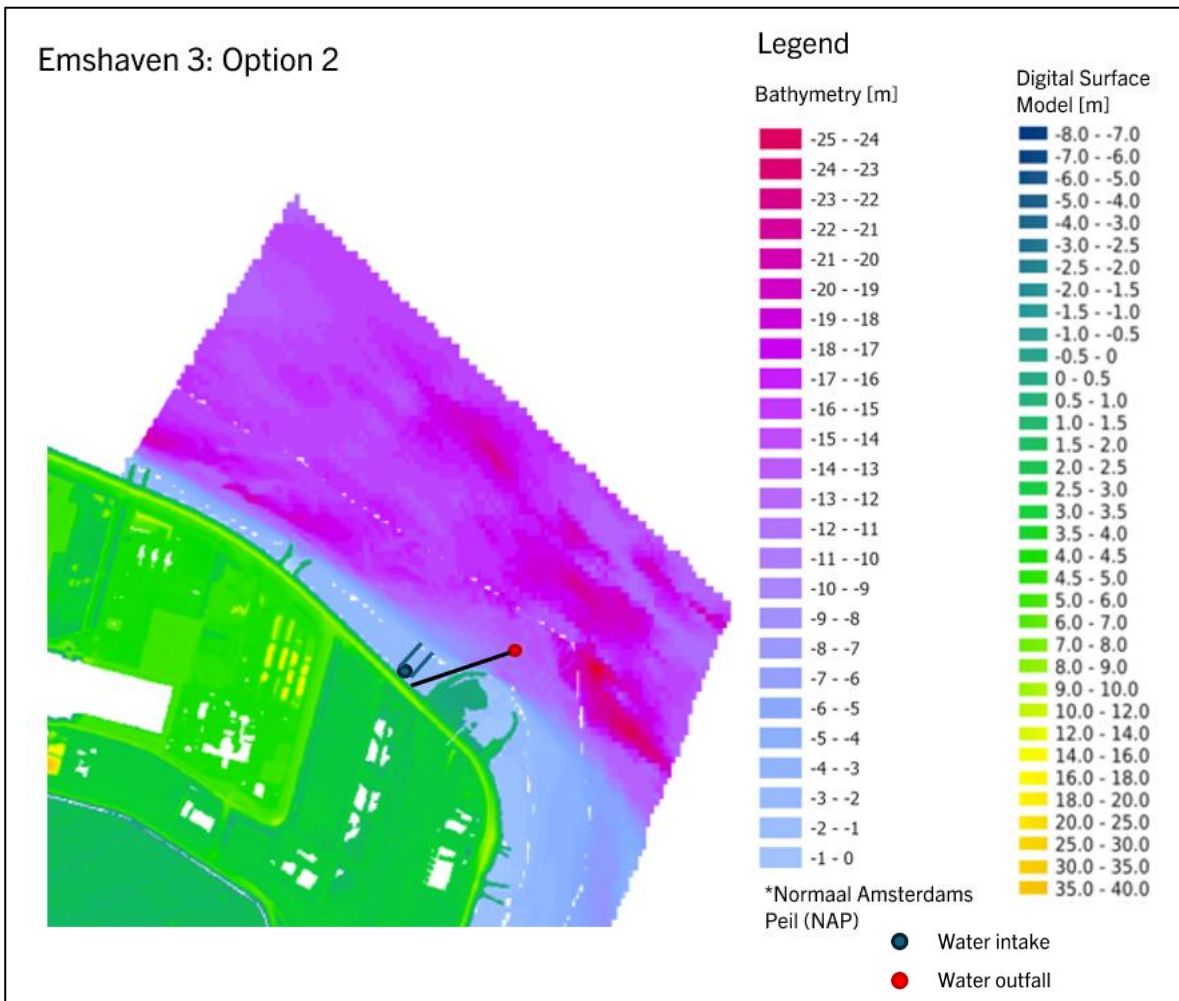 Emshaven 3: Option 2
Legend
Bathymetry [m]
-25 - -24
-24 - -23
-23 - -22
-22 - -21
-21 - -20
-20 - -19
-19 - -18
-18 - -17
-17 - -16
-16 - -15
-15 - -14
-14 - -13
-13 - -12
-12 - -11
-11 - -10
-10 - -9
-9 - -8
-8 - -7
-7 - -6
-6 - -5
-5 - -4
-4 - -3
-3 - -2
-2 - -1
-1 - 0
*Normaal Amsterdams
Peil (NAP)
Digital Surface
Model [m]
-8.0 - -7.0
-7.0 - -6.0
-6.0 - -5.0
-5.0 - -4.0
-4.0 - -3.0
-3.0 - -2.5
-2.5 - -2.0
-2.0 - -1.5
-1.5 - -1.0
-1.0 - -0.5
-0.5 - 0
0 - 0.5
0.5 - 1.0
1.0 - 1.5
1.5 - 2.0
2.0 - 2.5
2.5 - 3.0
3.0 - 3.5
3.5 - 4.0
4.0 - 4.5
4.5 - 5.0
5.0 - 6.0
6.0 - 7.0
7.0 - 8.0
8.0 - 9.0
9.0 - 10.0
10.0 - 12.0
12.0 - 14.0
14.0 - 16.0
16.0 - 18.0
18.0 - 20.0
20.0 - 25.0
25.0 - 30.0
30.0 - 35.0
35.0 - 40.0
Water intake
Water outfall